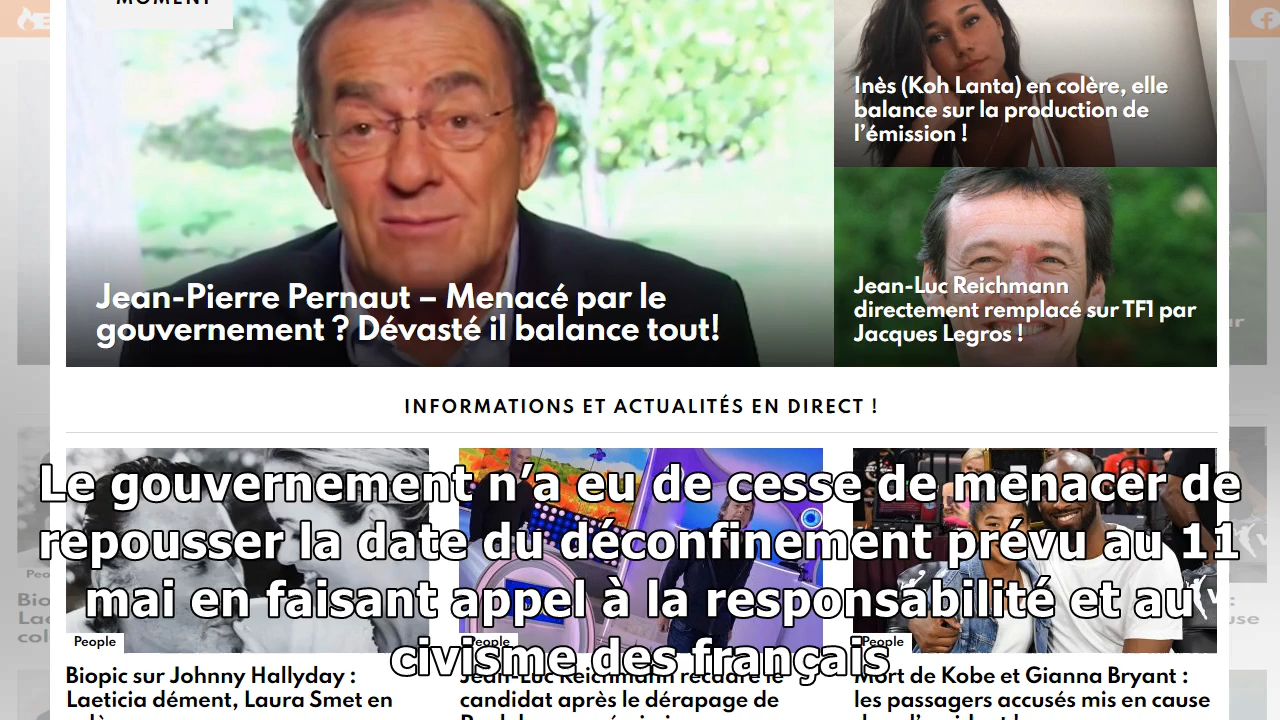 MOMENT
Inès (Koh Lanta) en colère, elle
balance sur la production de
l'émission !
Jean-Pierre Pernaut – Menacé par le
gouvernement ? Dévasté il balance tout!
Jean-Luc Reichmann
directement remplacé sur TF1 par
Jacques Legros !
INFORMATIONS ET ACTUALITÉS EN DIRECT !
Le gouvernement n'a eu de cesse de menacer de
repousser la date du déconfinement prévu au 11
mai en faisant appel à la responsabilité et au
civisme des français
People
People
People
Biopic sur Johnny Hallyday :
Laeticia dément, Laura Smet en
Jean-Luc Reichmann recadre le
candidat après le dérapage de
Mort de Kobe et Gianna Bryant :
les passagers accusés mis en cause